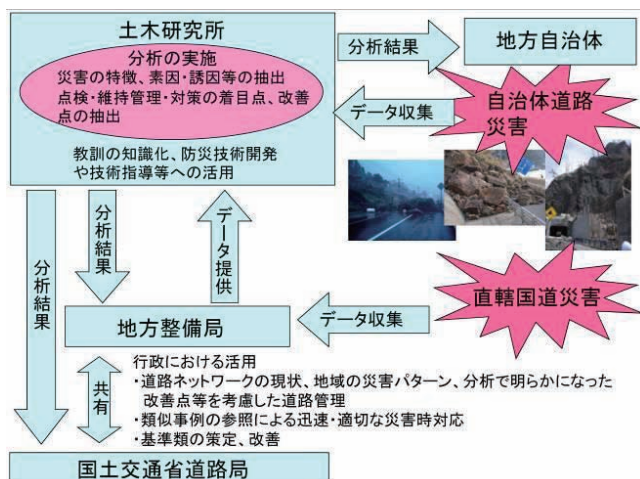 土木研究所
分析の実施
災害の特徴、素因・誘因等の抽出
点検・維持管理・対策の着目点、改善
点の抽出
教訓の知識化、防災技術開発
や技術指導等への活用
分析結果
地方自治体
データ収集
自治体道路
災害
分析結果
分析結果
データ提供
直轄国道災害
データ収集
地方整備局
共有
行政における活用
・道路ネットワークの現状、地域の災害パターン、分析で明らかになった
改善点等を考慮した道路管理
・類似事例の参照による迅速・適切な災害時対応
・基準類の策定、改善
国土交通省道路局